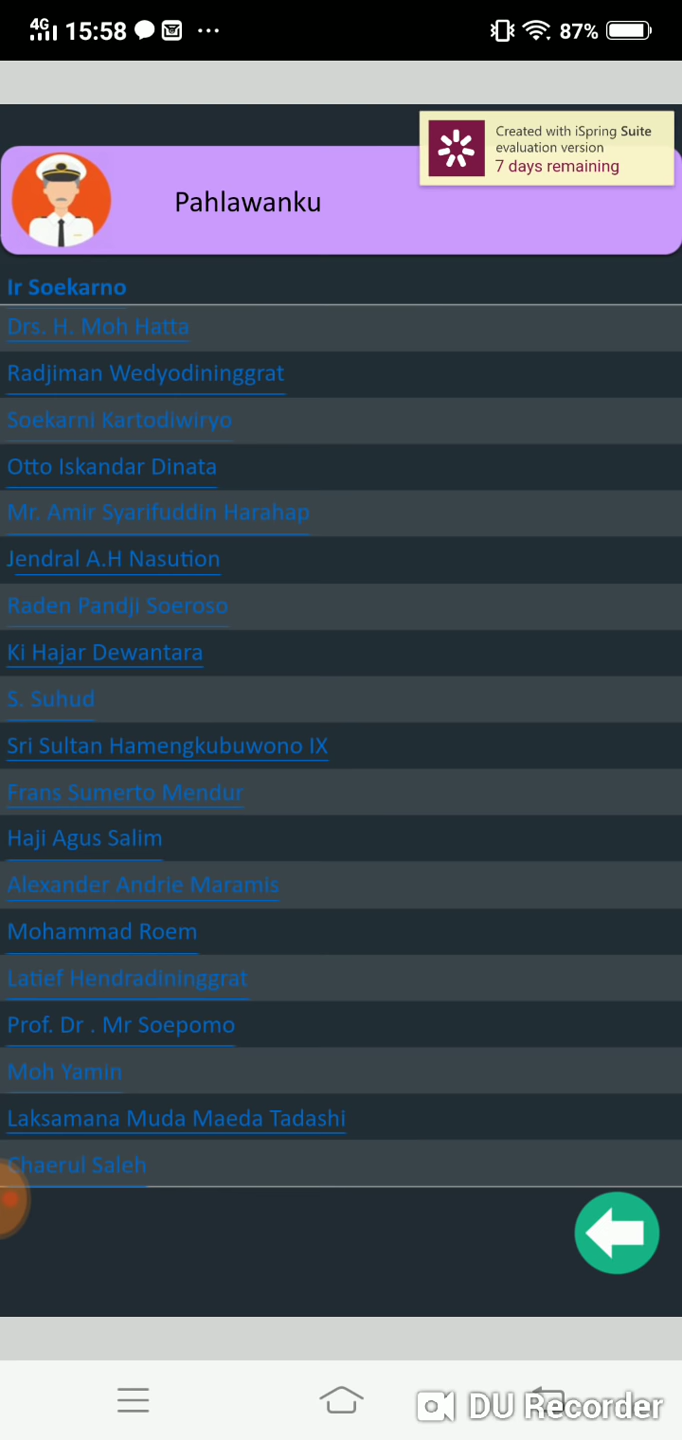 4G 15:58 87%
Created with iSpring Suite
evaluation version
7 days remaining
Pahlawanku
Ir Soekarno
Drs. H. Moh Hatta
Radjiman Wedyodininggrat
Soekarni Kartodiwiryo
Otto Iskandar Dinata
Mr. Amir Syarifuddin Harahap
Jendral A.H Nasution
Raden Pandji Soeroso
Ki Hajar Dewantara
S. Suhud
Sri Sultan Hamengkubuwono IX
Frans Sumerto Mendur
Haji Agus Salim
Alexander Andrie Maramis
Mohammad Roem
Latief Hendradininggrat
Prof. Dr . Mr Soepomo
Moh Yamin
Laksamana Muda Maeda Tadashi
Chaerul Saleh
DU Recorder